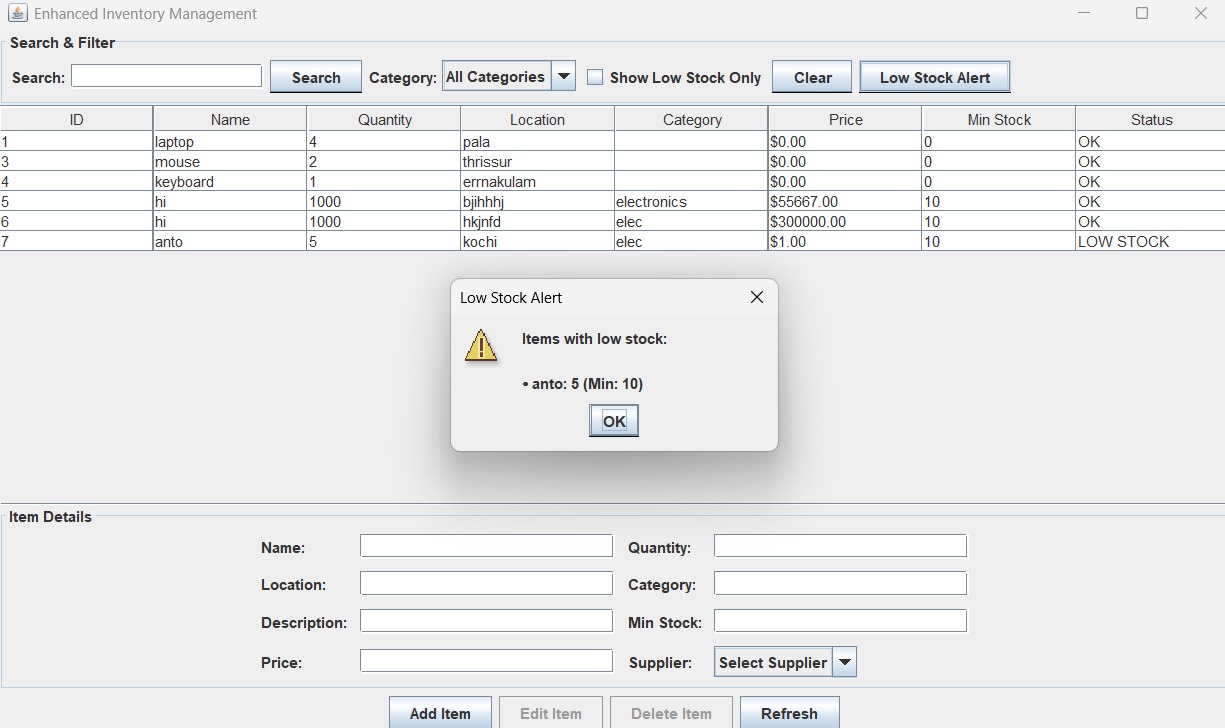 Enhanced Inventory Management
Search & Filter
Search: Search Category: All Categories Show Low Stock Only Clear Low Stock Alert
ID Name Quantity Location Category Price Min Stock Status
1 laptop 4 pala $0.00 0 OK
3 mouse 2 thrissur $0.00 0 OK
4 keyboard 1 errnakulam $0.00 0 OK
5 hi 1000 bjihhhj electronics $55667.00 10 OK
6 hi 1000 hkjnfd elec $300000.00 10 OK
7 anto 5 kochi elec $1.00 10 LOW STOCK
Low Stock Alert
Items with low stock:
• anto: 5 (Min: 10)
OK
Item Details
Name: Quantity:
Location: Category:
Description: Min Stock:
Price: Supplier: Select Supplier
Add Item Edit Item Delete Item Refresh